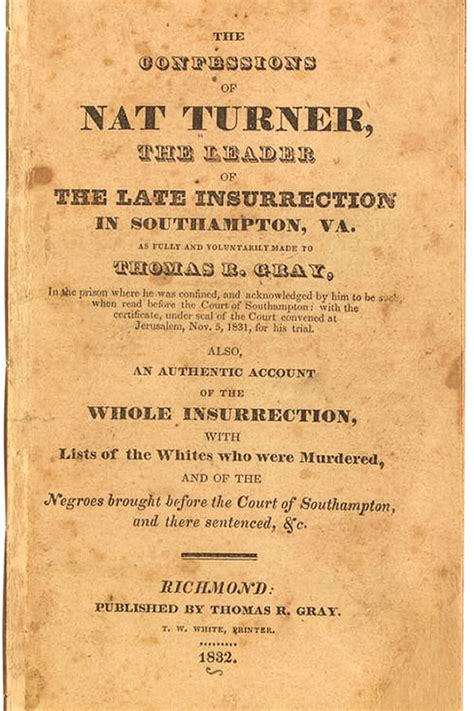 THE
CONFESSIONS
OF
NAT TURNER,
THE LEADER
OF
THE LATE INSURRECTION
IN SOUTHAMPTON, VA.
AS FULLY AND VOLUNTARILY MADE TO
THOMAS R. GRAY,
In the prison where he was confined, and acknowledged by him to be such
when read before the Court of Southampton: with the
certificate, under seal of the Court convened at
Jerusalem, Nov. 5, 1831, for his trial.
ALSO,
AN AUTHENTIC ACCOUNT
OF THE
WHOLE INSURRECTION,
WITH
Lists of the Whites who were Murdered,
AND OF THE
Negroes brought before the Court of Southampton,
and there sentenced, &c.
RICHMOND:
PUBLISHED BY THOMAS R. GRAY.
T. W. WHITE, PRINTER.
1832.